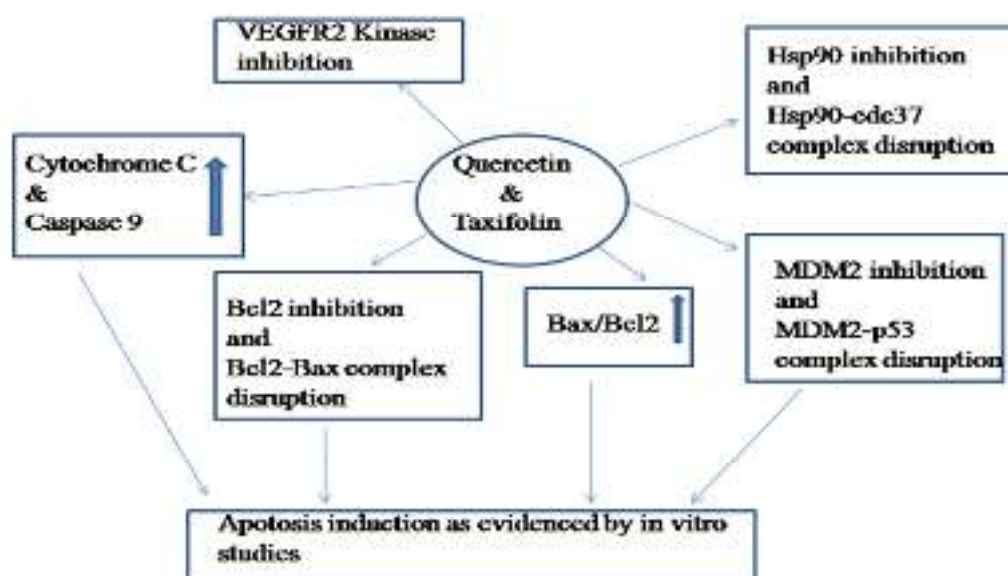 VEGFR2 Kinase
inhibition
Hsp90 inhibition
and
Hsp90-cdc37
complex disruption
Cytochrome C
&
Caspase 9
Quercetin
&
Taxifolin
Bcl2 inhibition
and
Bcl2-Bax complex
disruption
Bax/Bcl2
MDM2 inhibition
and
MDM2-p53
complex disruption
Apotosis induction as evidenced by in vitro
studies